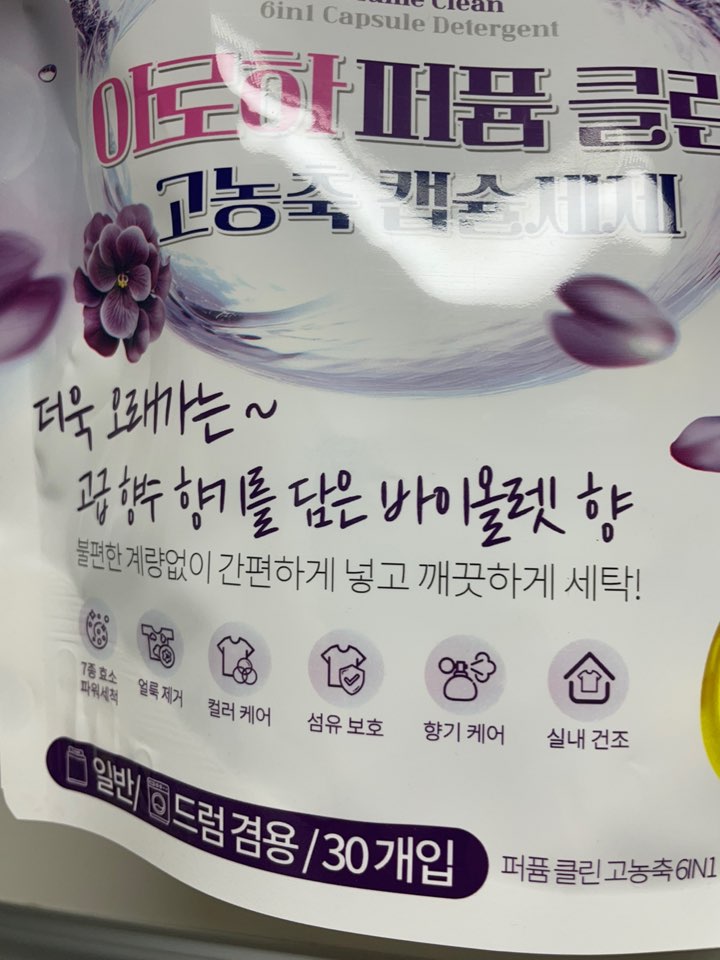 Clean
6in1 Capsule Detergent
아로하 퍼퓸 클린
고농축 캡슐세제
더욱 오래가는 ~
고급 향수 향기를 담은 바이올렛 향
불편한 계량없이 간편하게 넣고 깨끗하게 세탁!
7종 효소
파워세척
얼룩 제거
컬러 케어
섬유 보호
향기 케어
실내 건조
일반/드럼 겸용/30개입
퍼퓸 클린 고농축 6IN1